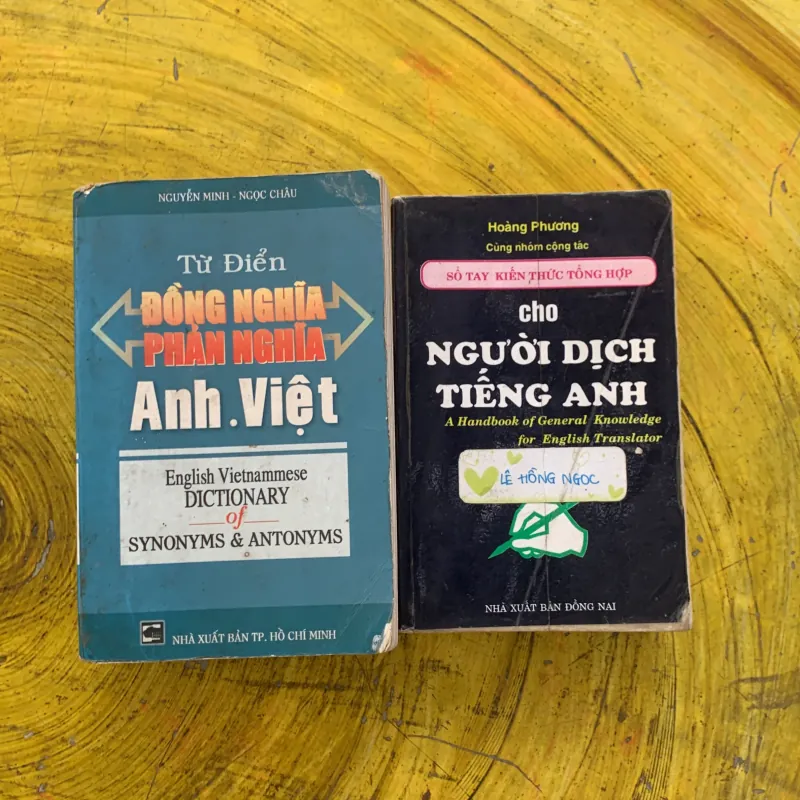 NGUYỄN MINH - NGỌC CHÂU
Từ Điển
ĐỒNG NGHĨA
PHẢN NGHĨA
Anh . Việt
English Vietnammese
DICTIONARY
of
SYNONYMS & ANTONYMS
NHÀ XUẤT BẢN TP. HỒ CHÍ MINH
Hoàng Phương
Cùng nhóm cộng tác
SỔ TAY KIẾN THỨC TỔNG HỢP
cho
NGƯỜI DỊCH
TIẾNG ANH
A Handbook of General Knowledge
for English Translator
LÊ HỒNG NGỌC
NHÀ XUẤT BẢN ĐỒNG NAI